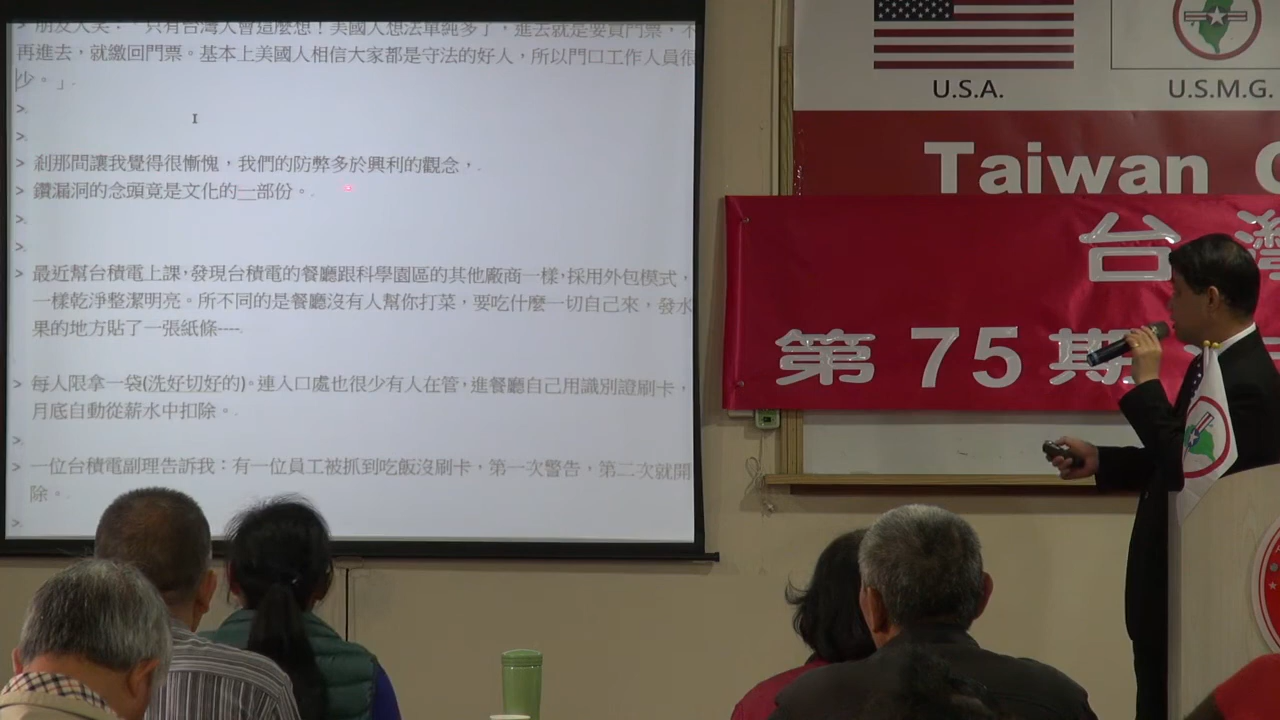 朋友大笑：「只有台灣人會這麼想！美國人想法單純多了，進去就是要買門票，不
再進去，就繳回門票。基本上美國人相信大家都是守法的好人，所以門口工作人員很
少。」
>
>
> 剎那間讓我覺得很慚愧，我們的防弊多於興利的觀念，
> 鑽漏洞的念頭竟是文化的一部份。
>
>
> 最近幫台積電上課，發現台積電的餐廳跟科學園區的其他廠商一樣，採用外包模式，
一樣乾淨整潔明亮。所不同的是餐廳沒有人幫你打菜，要吃什麼一切自己來，發水
果的地方貼了一張紙條----
> 每人限拿一袋(洗好切好的)。連入口處也很少有人在管，進餐廳自己用識別證刷卡，
月底自動從薪水中扣除。
>
> 一位台積電副理告訴我：有一位員工被抓到吃飯沒刷卡，第一次警告，第二次就開
除。
>
U.S.A.
U.S.M.G.
Taiwan
台灣
第75期